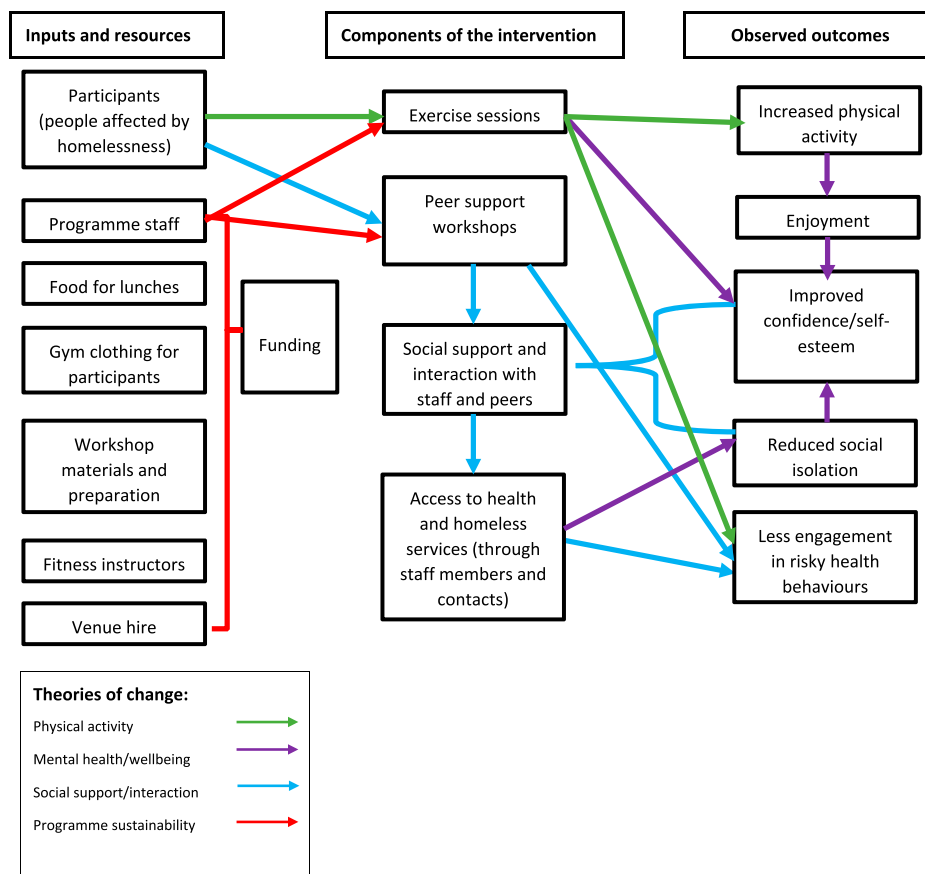 Inputs and resources
Components of the intervention
Observed outcomes
Participants
(people affected by
homelessness)
Programme staff
Food for lunches
Gym clothing for
participants
Workshop
materials and
preparation
Fitness instructors
Venue hire
Funding
Exercise sessions
Peer support
workshops
Social support and
interaction with
staff and peers
Access to health
and homeless
services (through
staff members and
contacts)
Increased physical
activity
Enjoyment
Improved
confidence/self-
esteem
Reduced social
isolation
Less engagement
in risky health
behaviours
Theories of change:
Physical activity
Mental health/wellbeing
Social support/interaction
Programme sustainability